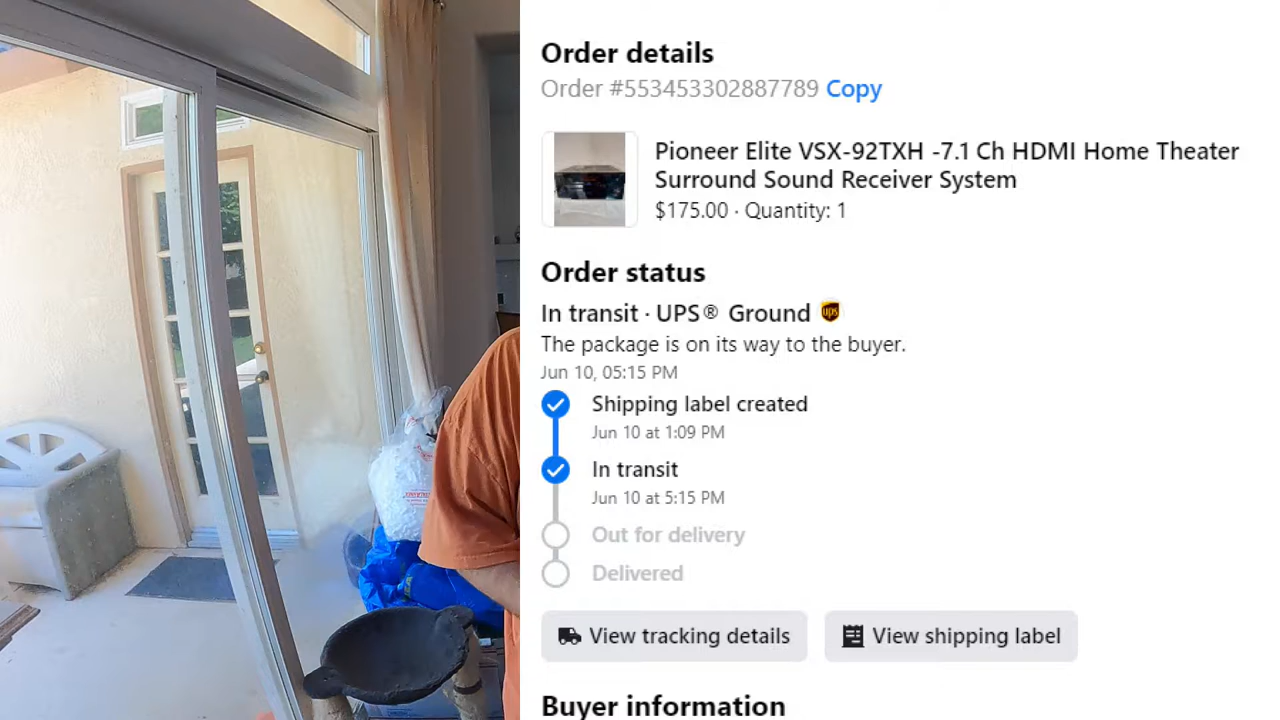 Order details
Order #553453302887789 Copy
Pioneer Elite VSX-92TXH -7.1 Ch HDMI Home Theater
Surround Sound Receiver System
$175.00 · Quantity: 1
Order status
In transit · UPS® Ground ups
The package is on its way to the buyer.
Jun 10, 05:15 PM
Shipping label created
Jun 10 at 1:09 PM
In transit
Jun 10 at 5:15 PM
Out for delivery
Delivered
View tracking details
View shipping label
Buyer information